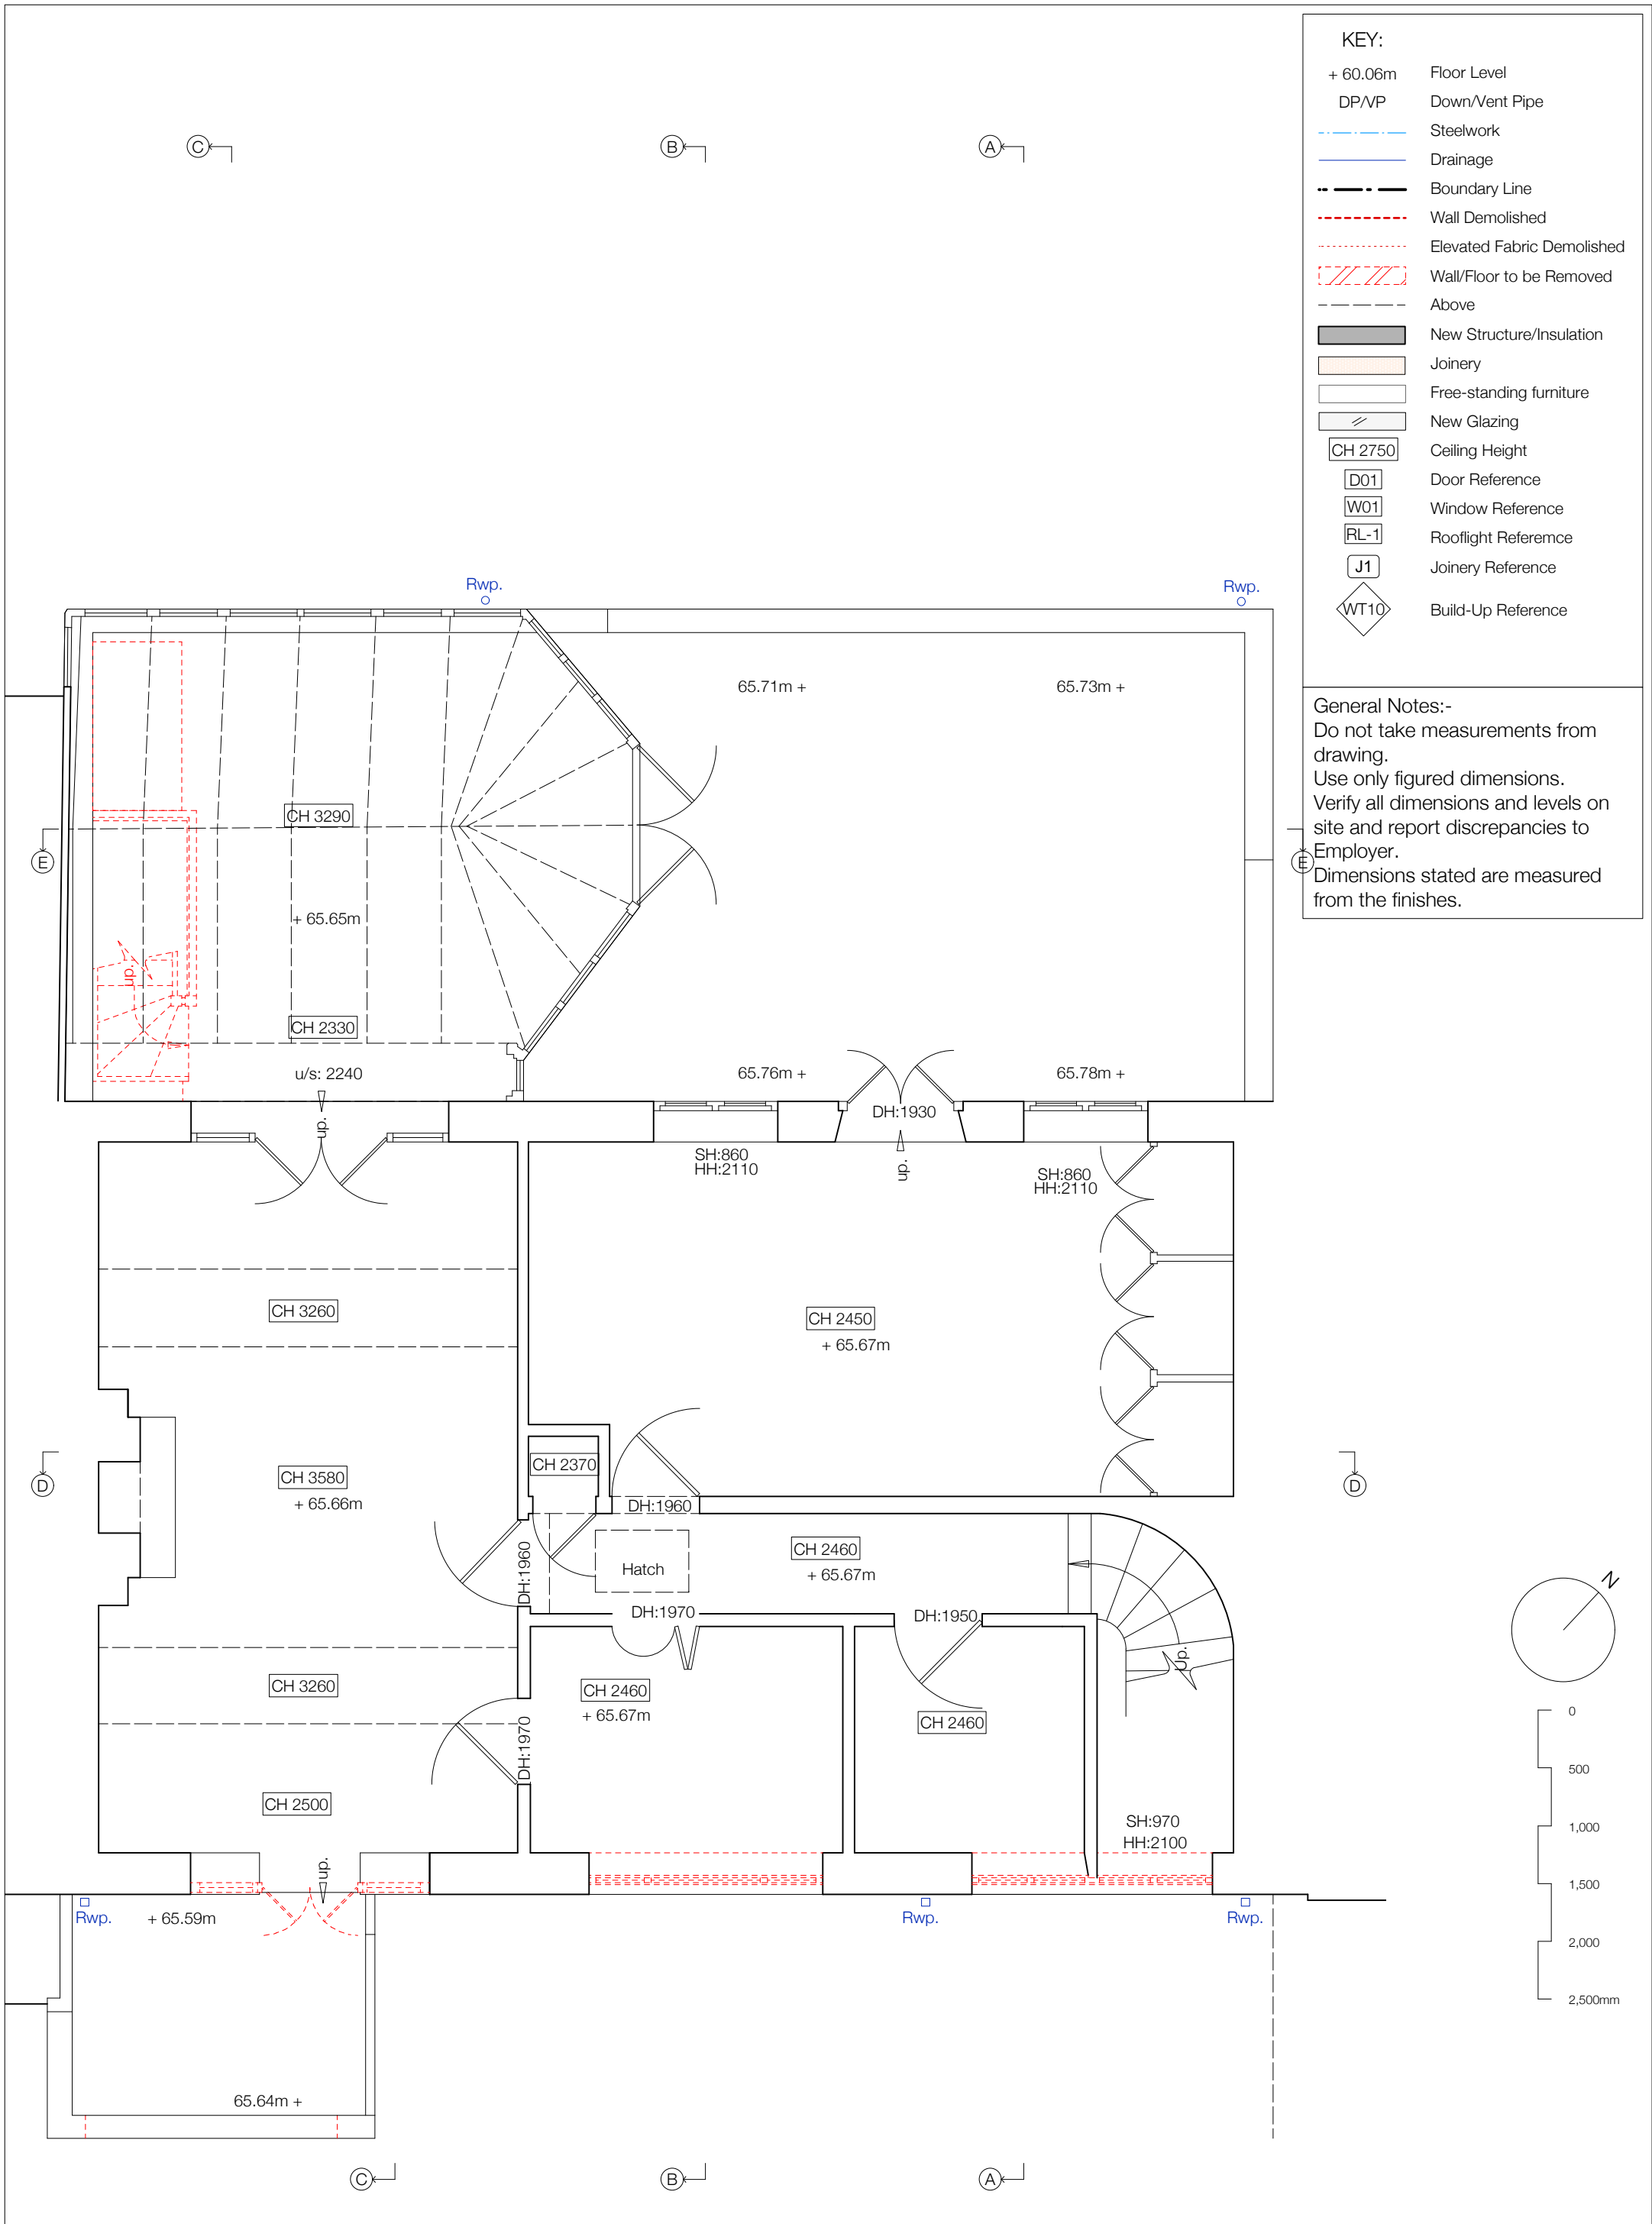 KEY:
+ 60.06m Floor Level
DP/VP Down/Vent Pipe
Steelwork
Drainage
Boundary Line
Wall Demolished
Elevated Fabric Demolished
Wall/Floor to be Removed
Above
New Structure/Insulation
Joinery
Free-standing furniture
New Glazing
CH 2750 Ceiling Height
D01 Door Reference
W01 Window Reference
RL-1 Rooflight Referemce
J1 Joinery Reference
WT10 Build-Up Reference
General Notes:-
Do not take measurements from
drawing.
Use only figured dimensions.
Verify all dimensions and levels on
site and report discrepancies to
Employer.
Dimensions stated are measured
from the finishes.
C B A
Rwp. Rwp.
65.71m + 65.73m +
CH 3290
E E
+ 65.65m
up.
CH 2330
u/s: 2240
65.76m + 65.78m +
DH:1930
up.
up.
SH:860
HH:2110
SH:860
HH:2110
CH 3260
CH 2450
+ 65.67m
CH 2370
CH 3580
D D
+ 65.66m
DH:1960
DH:1960
CH 2460
+ 65.67m
Hatch
DH:1970
DH:1950
N
Up.
CH 3260
CH 2460
+ 65.67m
CH 2460
DH:1970
CH 2500
SH:970
HH:2100
up.
0
500
1,000
1,500
2,000
2,500mm
Rwp. + 65.59m Rwp. Rwp.
65.64m +
C B A